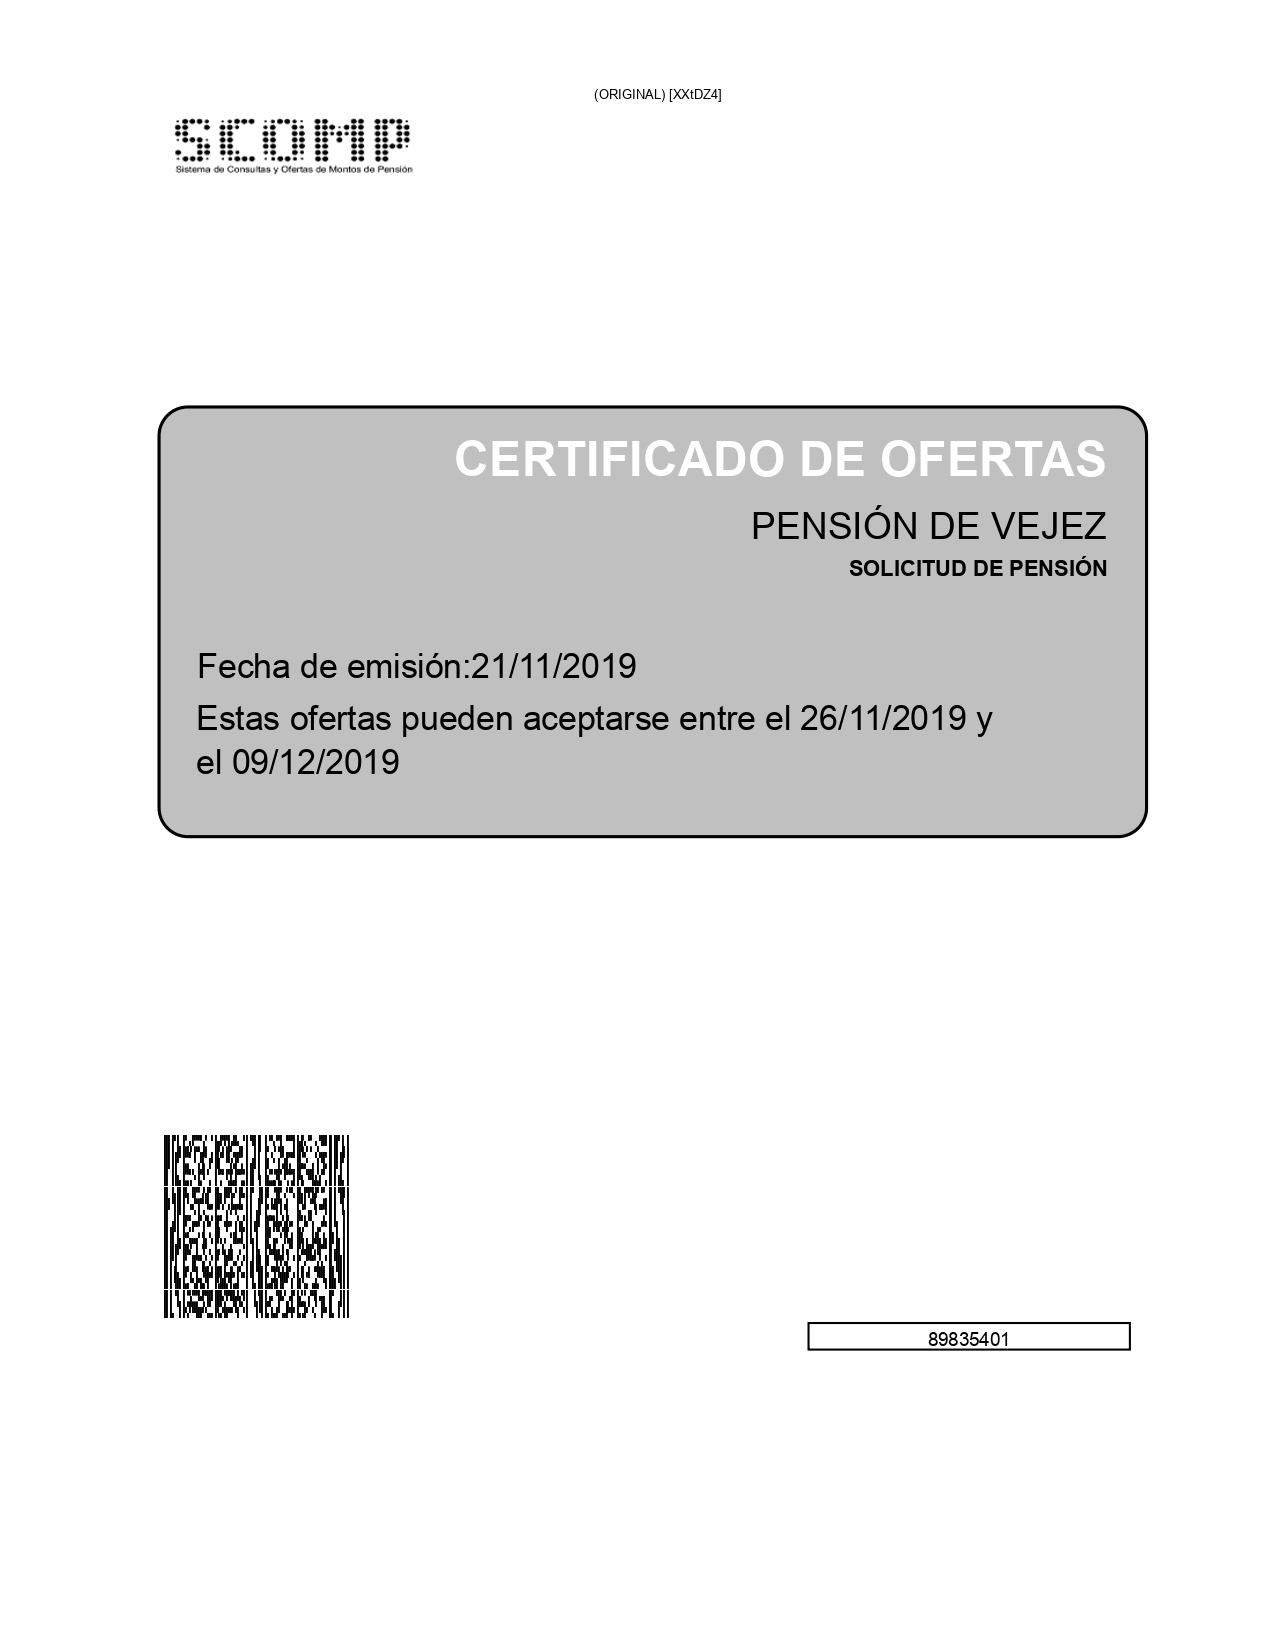 (ORIGINAL) [XXtDZ4]
SCOMP
Sistema de Consultas y Ofertas de Montos de Pensión
CERTIFICADO DE OFERTAS
PENSIÓN DE VEJEZ
SOLICITUD DE PENSIÓN
Fecha de emisión:21/11/2019
Estas ofertas pueden aceptarse entre el 26/11/2019 y
el 09/12/2019
89835401